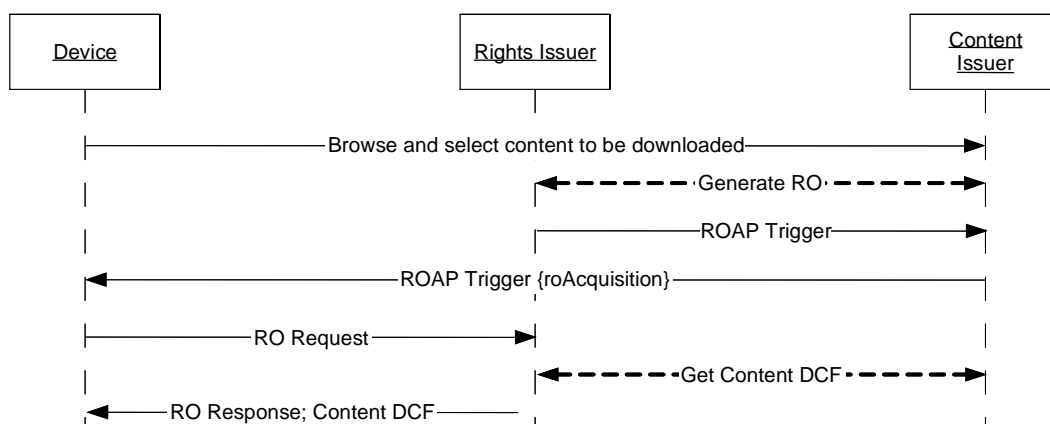 Device
Rights Issuer
Content
Issuer
Browse and select content to be downloaded
Generate RO
ROAP Trigger
ROAP Trigger {roAcquisition}
RO Request
Get Content DCF
RO Response; Content DCF